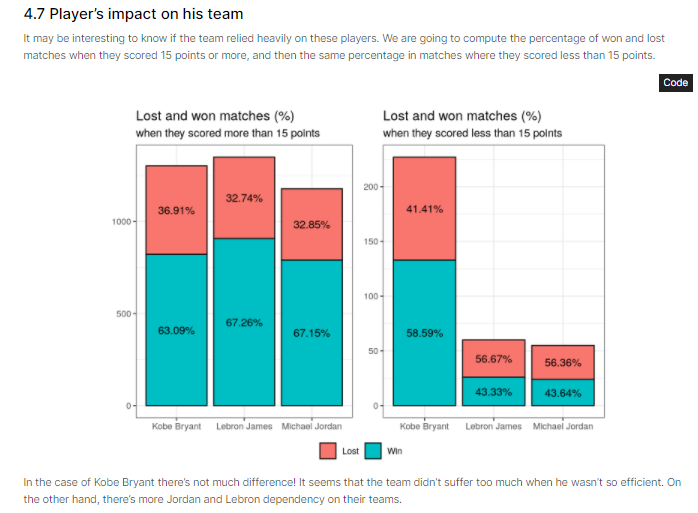 4.7 Player's impact on his team
It may be interesting to know if the team relied heavily on these players. We are going to compute the percentage of won and lost
matches when they scored 15 points or more, and then the same percentage in matches where they scored less than 15 points.
Code
Lost and won matches (%)
when they scored more than 15 points
1000
500
0
36.91%
32.74%
32.85%
63.09%
67.26%
67.15%
Kobe Bryant Lebron James Michael Jordan
Lost and won matches (%)
when they scored less than 15 points
200
150
100
50
0
41.41%
58.59%
56.67%
56.36%
43.33%
43.64%
Kobe Bryant Lebron James Michael Jordan
Lost Win
In the case of Kobe Bryant there's not much difference! It seems that the team didn't suffer too much when he wasn't so efficient. On
the other hand, there's more Jordan and Lebron dependency on their teams.